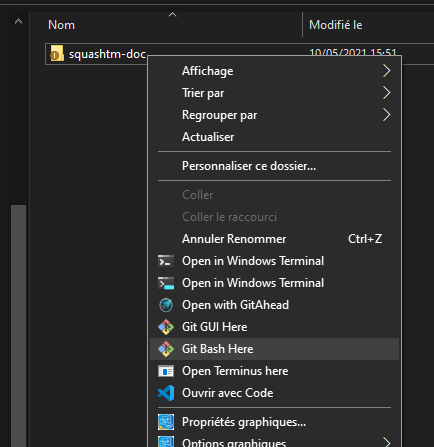 Nom Modifié le
squashtm-doc 10/05/2021 15:51
Affichage
Trier par
Regrouper par
Actualiser
Personnaliser ce dossier...
Coller
Coller le raccourci
Annuler Renommer Ctrl+Z
Open in Windows Terminal
Open in Windows Terminal
Open with GitAhead
Git GUI Here
Git Bash Here
Open Terminus here
Ouvrir avec Code
Propriétés graphiques...
Options graphiques